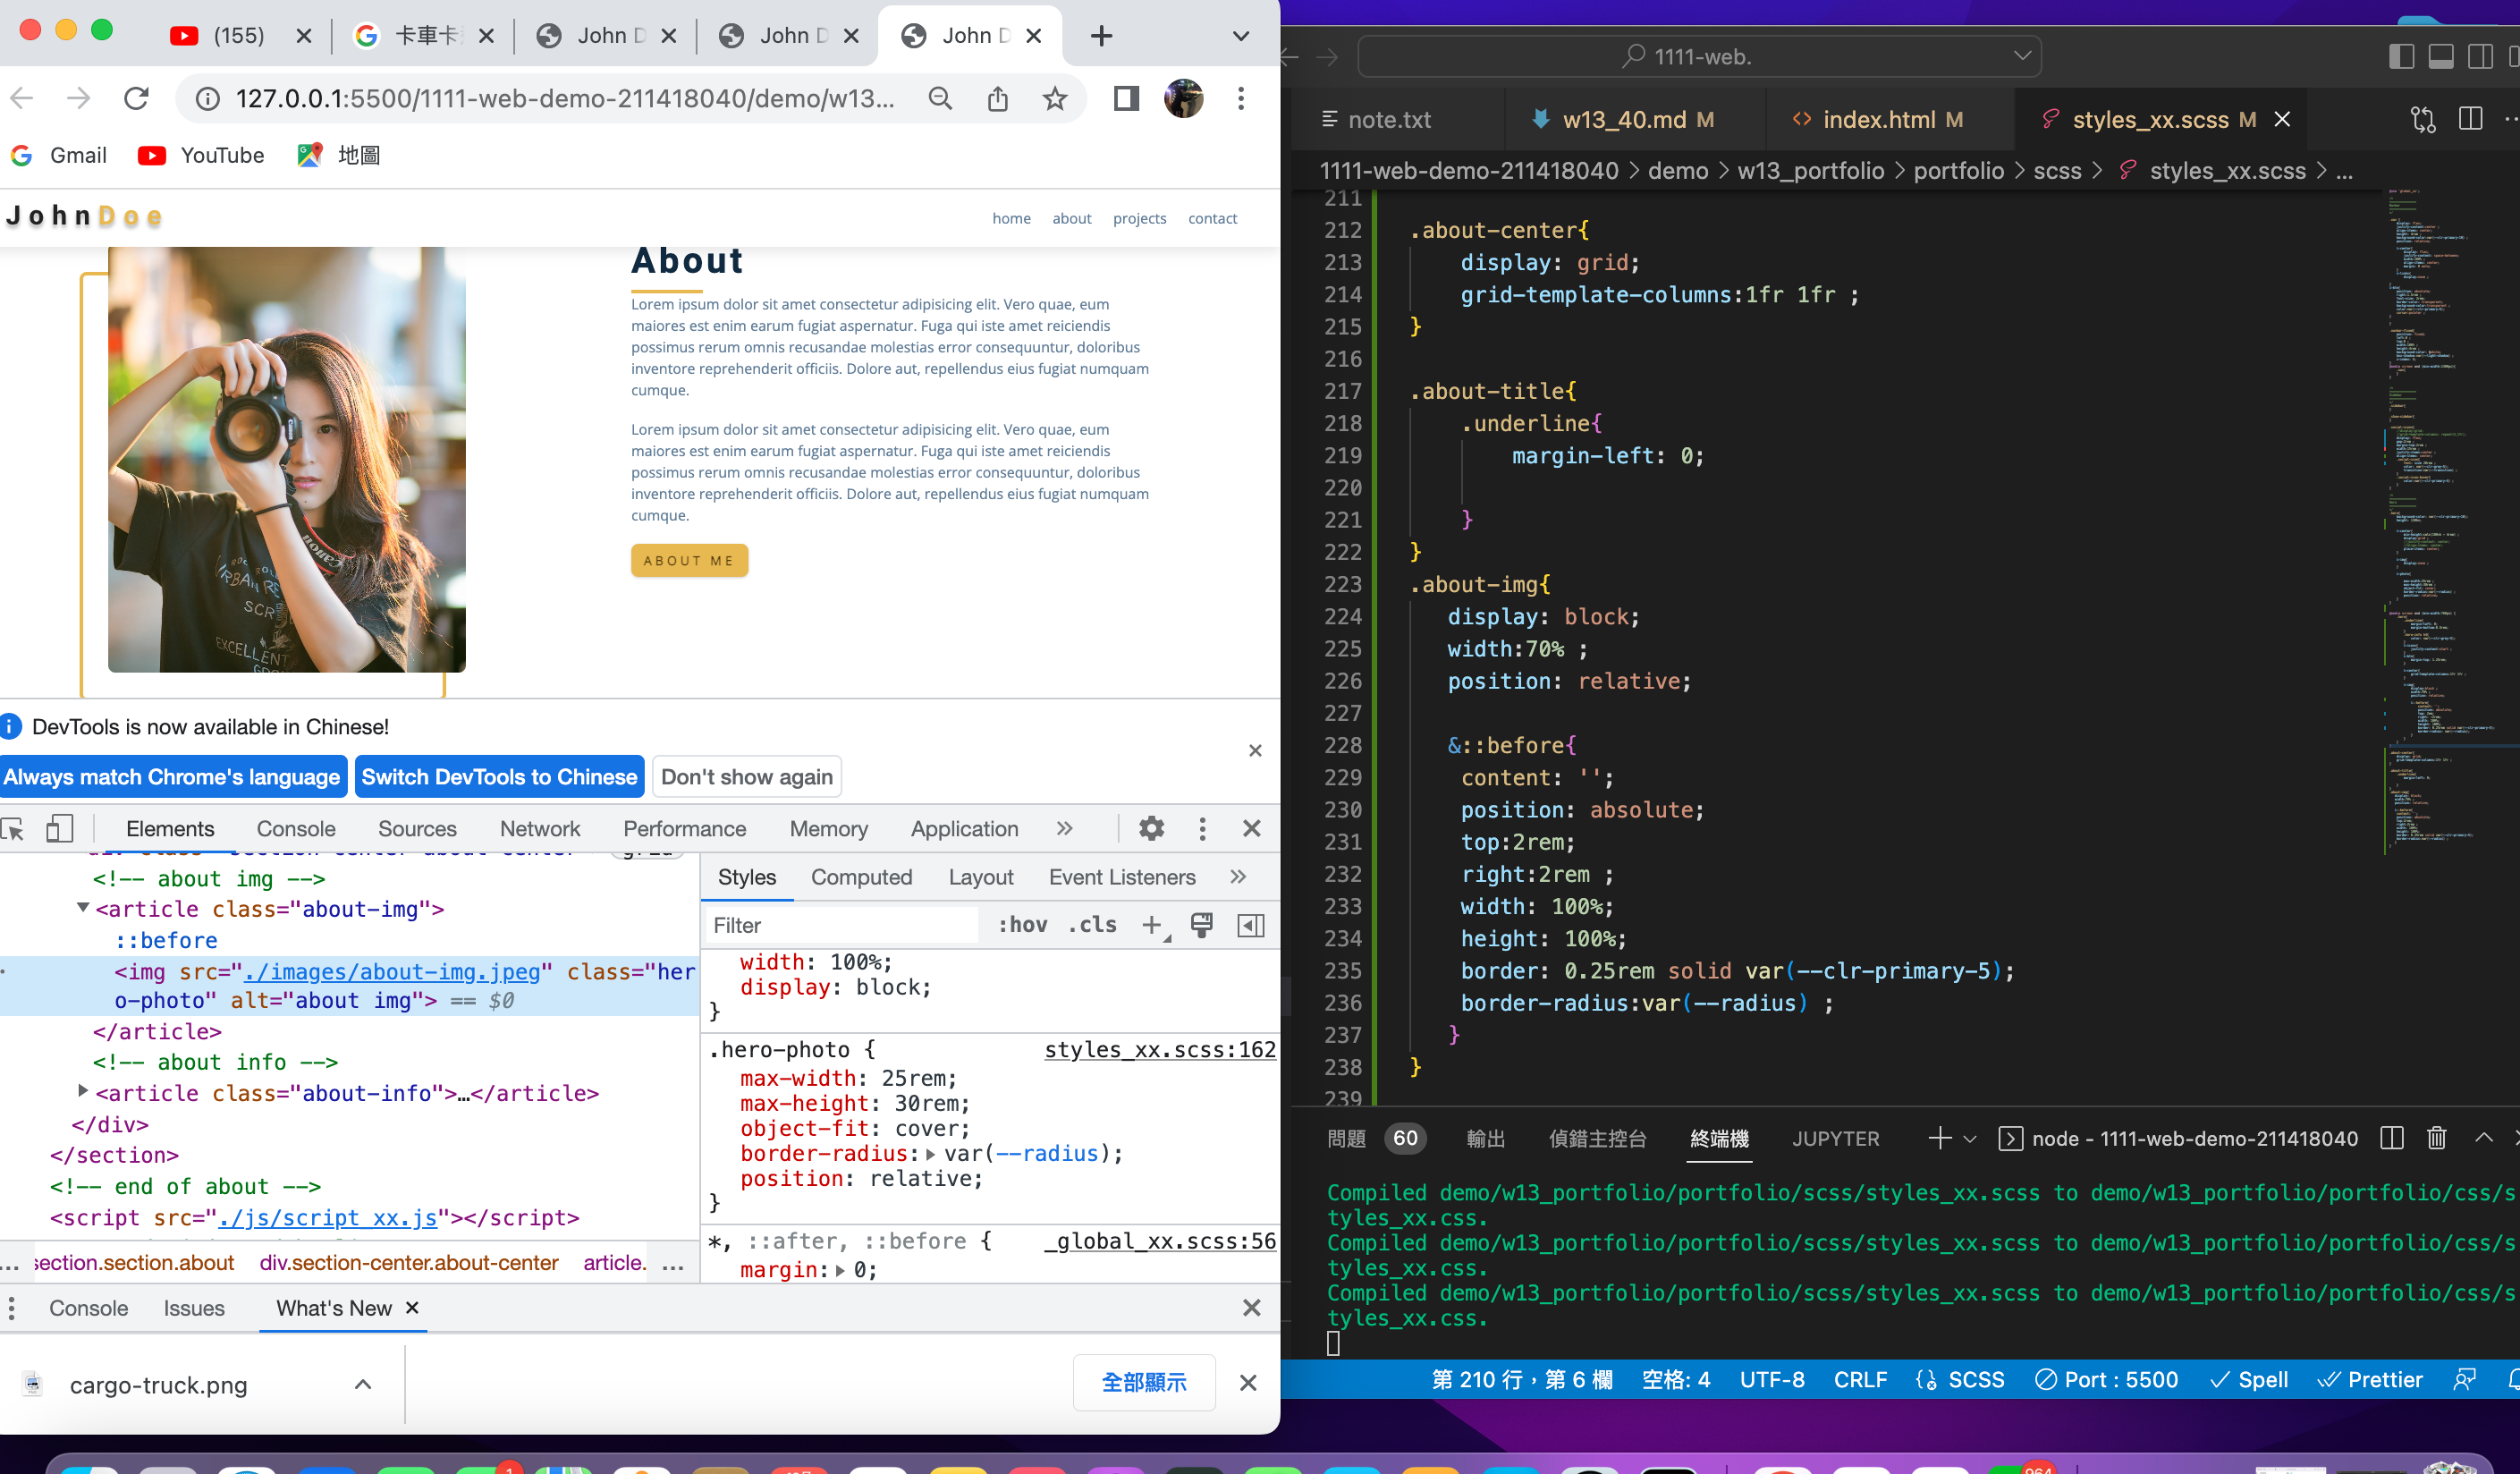 (155)
卡車卡
John D
John D
John D
127.0.0.1:5500/1111-web-demo-211418040/demo/w13...
Gmail
YouTube
地圖
JohnDoe
home
about
projects
contact
About
Lorem ipsum dolor sit amet consectetur adipisicing elit. Vero quae, eum
maiores est enim earum fugiat aspernatur. Fuga qui iste amet reiciendis
possimus rerum omnis recusandae molestias error consequuntur, doloribus
inventore reprehenderit officiis. Dolore aut, repellendus eius fugiat numquam
cumque.
Lorem ipsum dolor sit amet consectetur adipisicing elit. Vero quae, eum
maiores est enim earum fugiat aspernatur. Fuga qui iste amet reiciendis
possimus rerum omnis recusandae molestias error consequuntur, doloribus
inventore reprehenderit officiis. Dolore aut, repellendus eius fugiat numquam
cumque.
ABOUT ME
DevTools is now available in Chinese!
Always match Chrome's language
Switch DevTools to Chinese
Don't show again
Elements
Console
Sources
Network
Performance
Memory
Application
<!-- about img -->
<article class="about-img">
::before
<img src="./images/about-img.jpeg" class="her
o-photo" alt="about img"> == $0
</article>
<!-- about info -->
<article class="about-info">…</article>
</div>
</section>
<!-- end of about -->
<script src="./js/script_xx.js"></script>
... section.section.about div.section-center.about-center article. ...
Styles
Computed
Layout
Event Listeners
Filter
:hov
.cls
width: 100%;
display: block;
}
.hero-photo { styles_xx.scss:162
max-width: 25rem;
max-height: 30rem;
object-fit: cover;
border-radius: var(--radius);
position: relative;
}
*, ::after, ::before { _global_xx.scss:56
margin: 0;
Console
Issues
What's New
cargo-truck.png
全部顯示
1111-web.
note.txt
w13_40.md M
index.html M
styles_xx.scss M
1111-web-demo-211418040 > demo > w13_portfolio > portfolio > scss > styles_xx.scss > ...
211
212 .about-center{
213 display: grid;
214 grid-template-columns:1fr 1fr ;
215 }
216
217 .about-title{
218 .underline{
219 margin-left: 0;
220
221 }
222 }
223 .about-img{
224 display: block;
225 width:70% ;
226 position: relative;
227
228 &::before{
229 content: '';
230 position: absolute;
231 top:2rem;
232 right:2rem ;
233 width: 100%;
234 height: 100%;
235 border: 0.25rem solid var(--clr-primary-5);
236 border-radius:var(--radius) ;
237 }
238 }
239
問題 60
輸出
偵錯主控台
終端機
JUPYTER
node - 1111-web-demo-211418040
Compiled demo/w13_portfolio/portfolio/scss/styles_xx.scss to demo/w13_portfolio/portfolio/css/s
tyles_xx.css.
Compiled demo/w13_portfolio/portfolio/scss/styles_xx.scss to demo/w13_portfolio/portfolio/css/s
tyles_xx.css.
Compiled demo/w13_portfolio/portfolio/scss/styles_xx.scss to demo/w13_portfolio/portfolio/css/s
tyles_xx.css.
第 210 行，第 6 欄
空格: 4
UTF-8
CRLF
SCSS
Port : 5500
Spell
Prettier